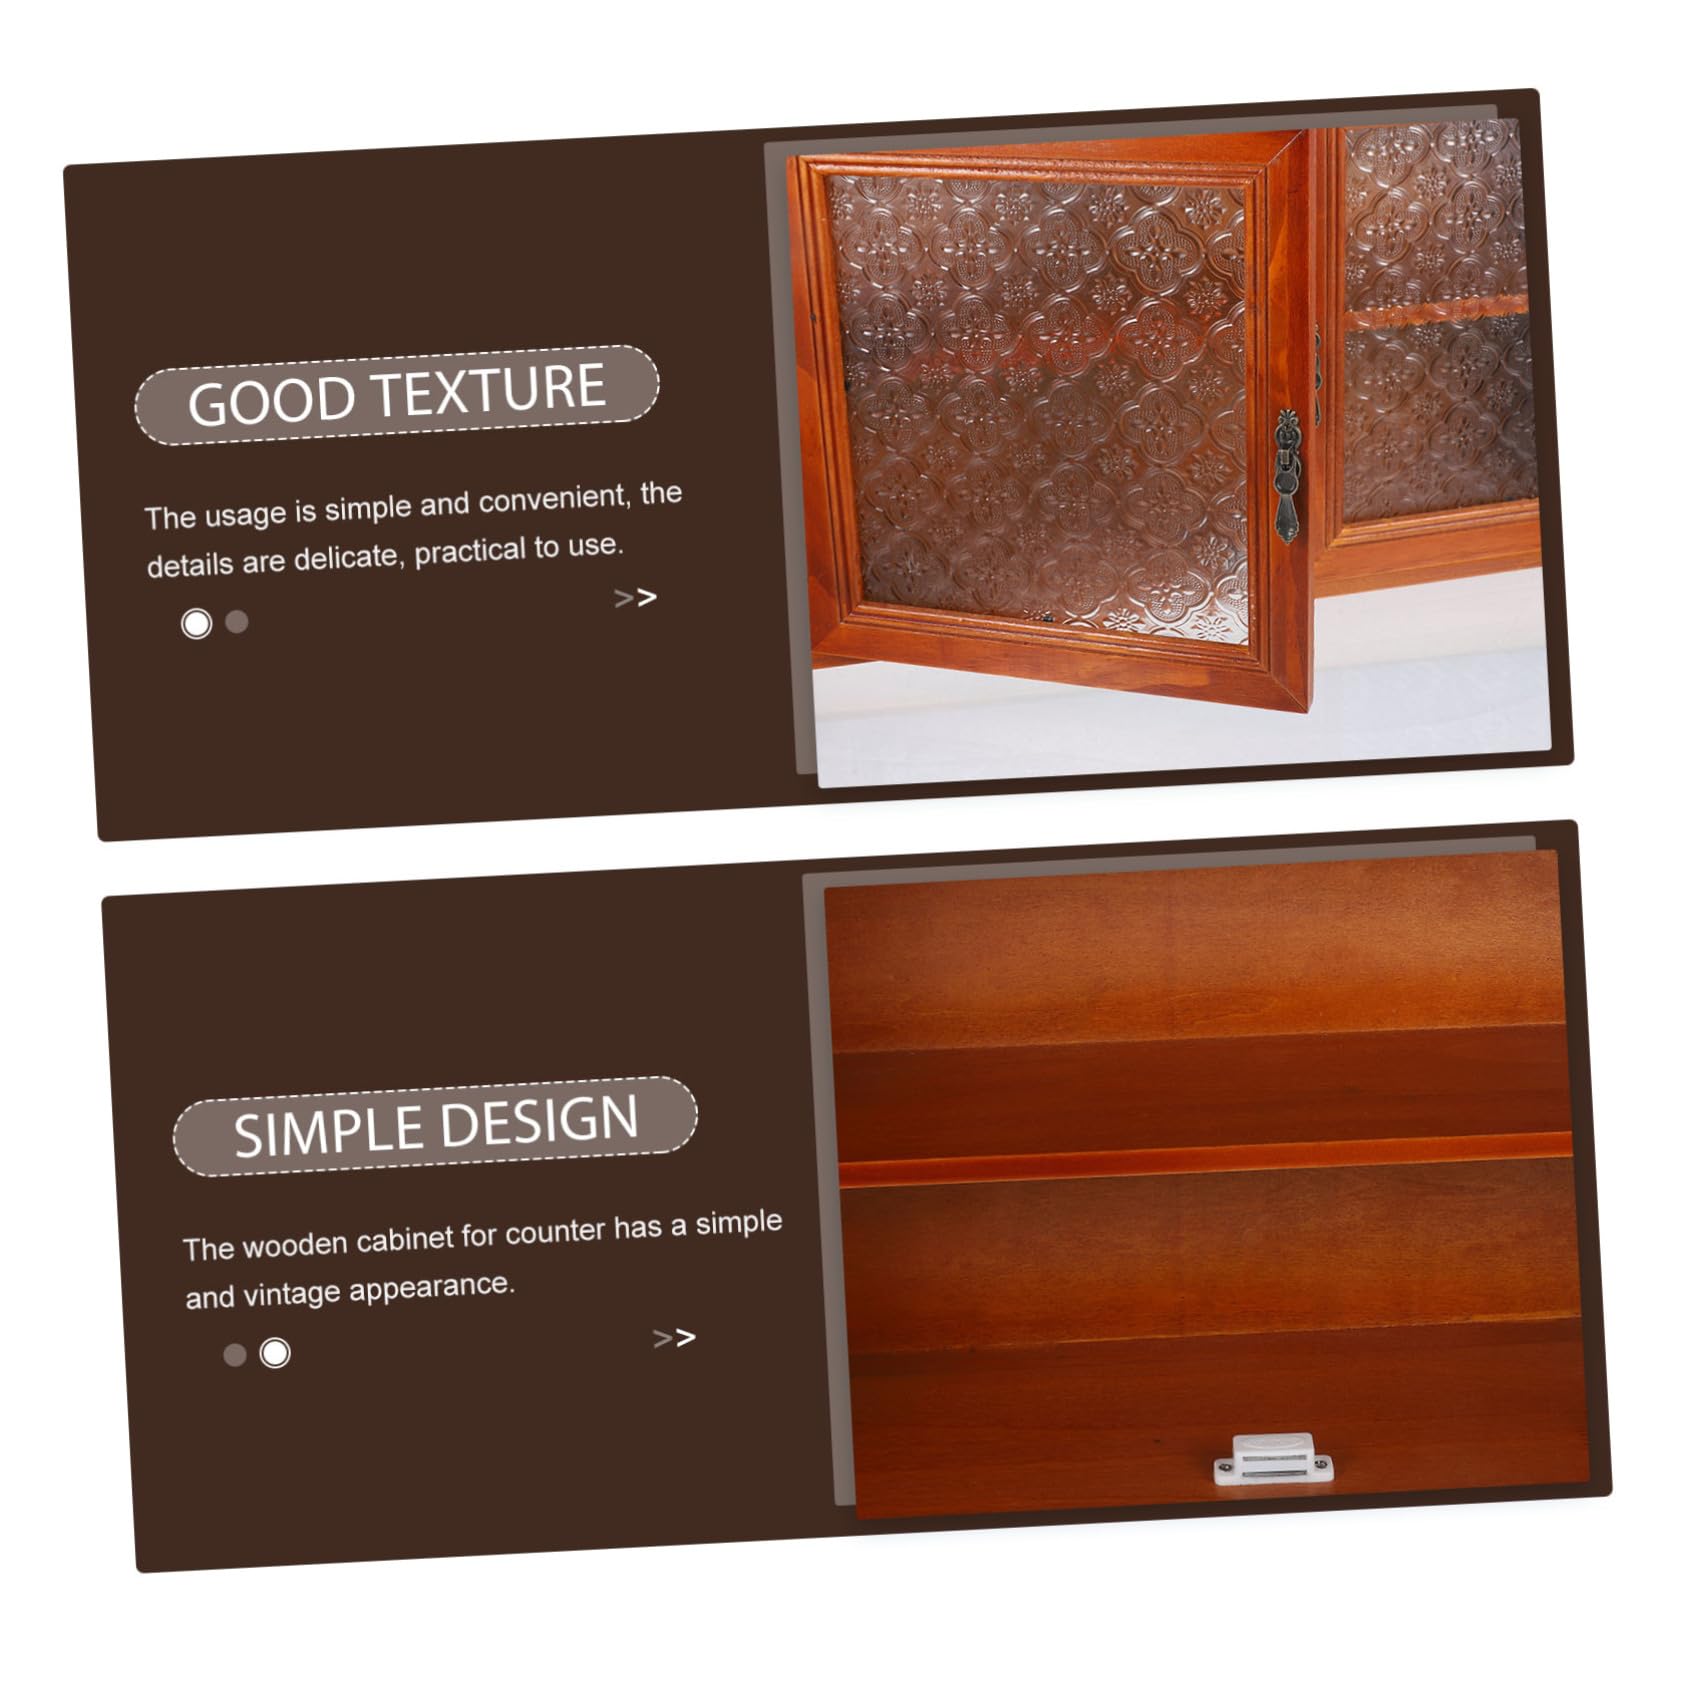 GOOD TEXTURE
The usage is simple and convenient, the
details are delicate, practical to use.
>>
SIMPLE DESIGN
The wooden cabinet for counter has a simple
and vintage appearance.
>>